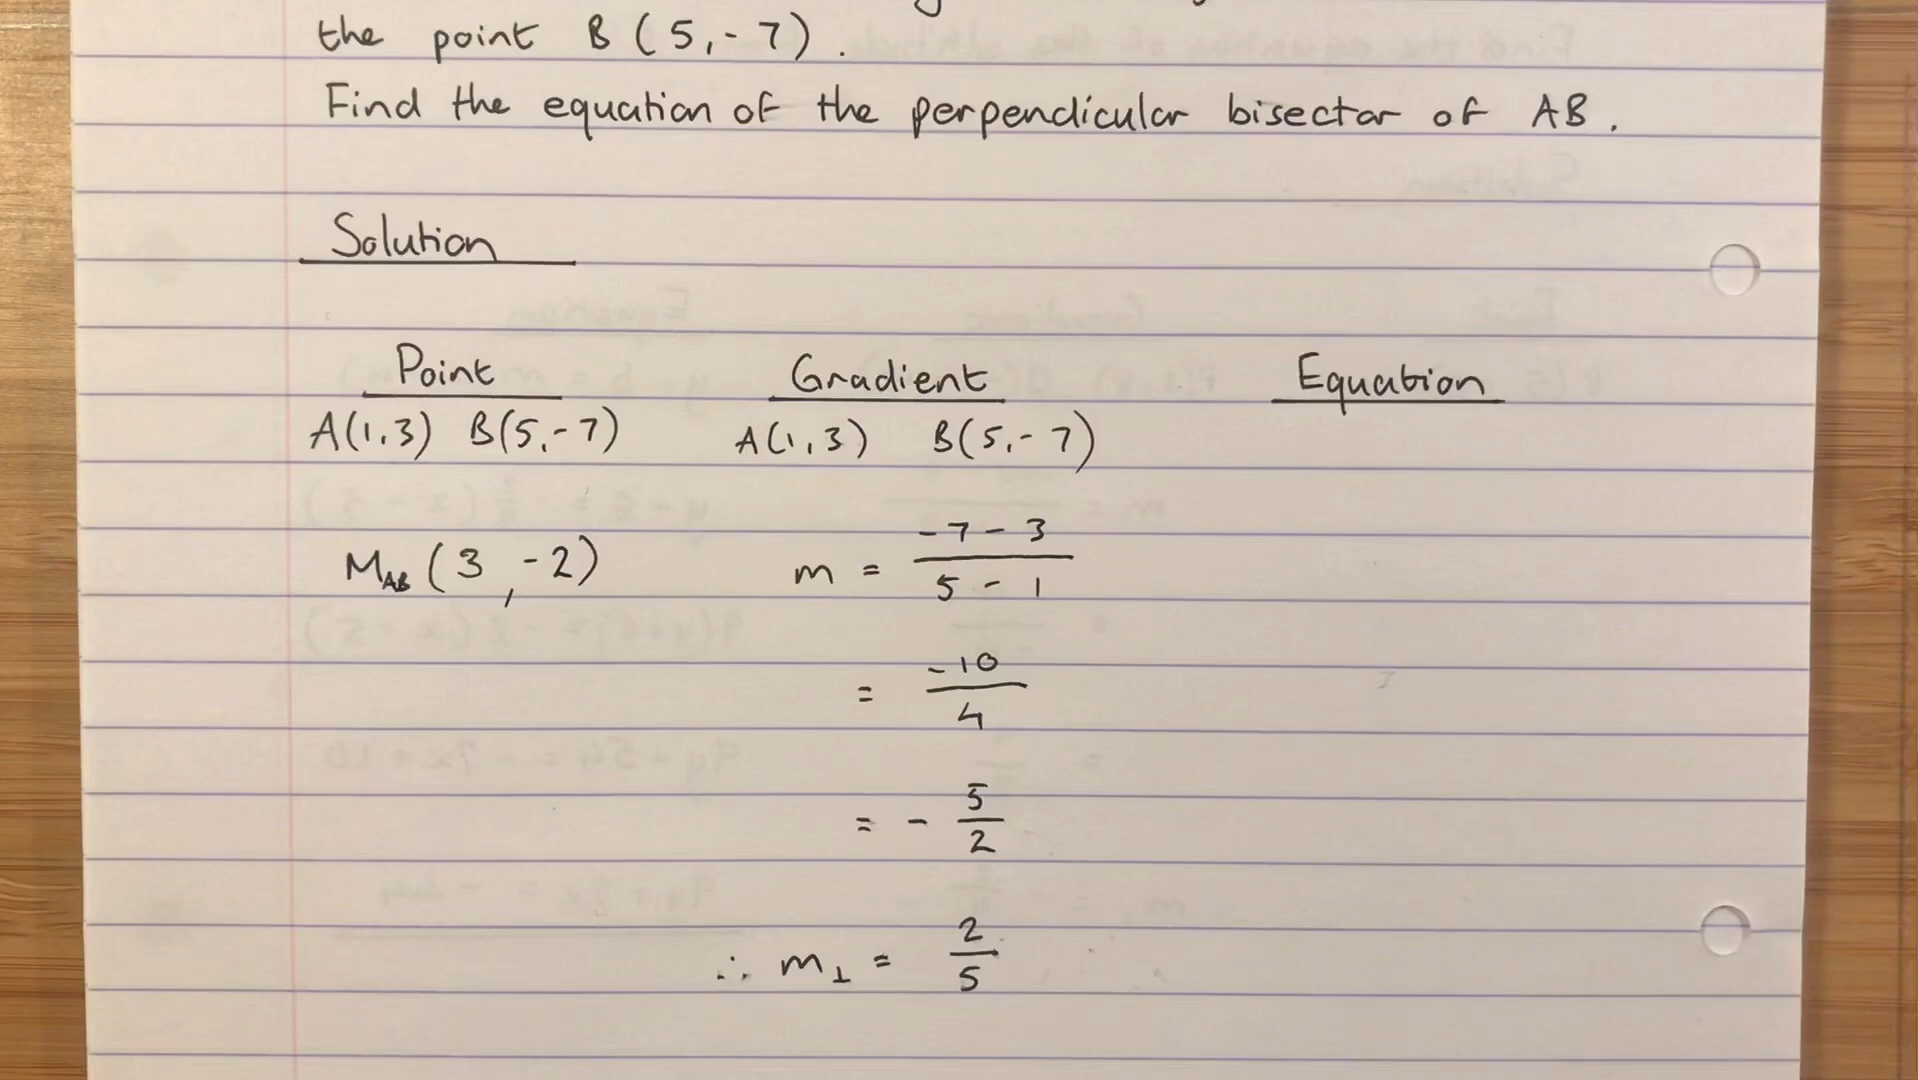 the point B (5, - 7).
Find the equation of the perpendicular bisector of AB.
Solution
Point Gradient Equation
A(1,3) B(5,-7) A(1,3) B(5,-7)
M_AB (3, -2) m = (-7 - 3)/(5 - 1)
= -10/4
= - 5/2
∴ m⊥ = 2/5